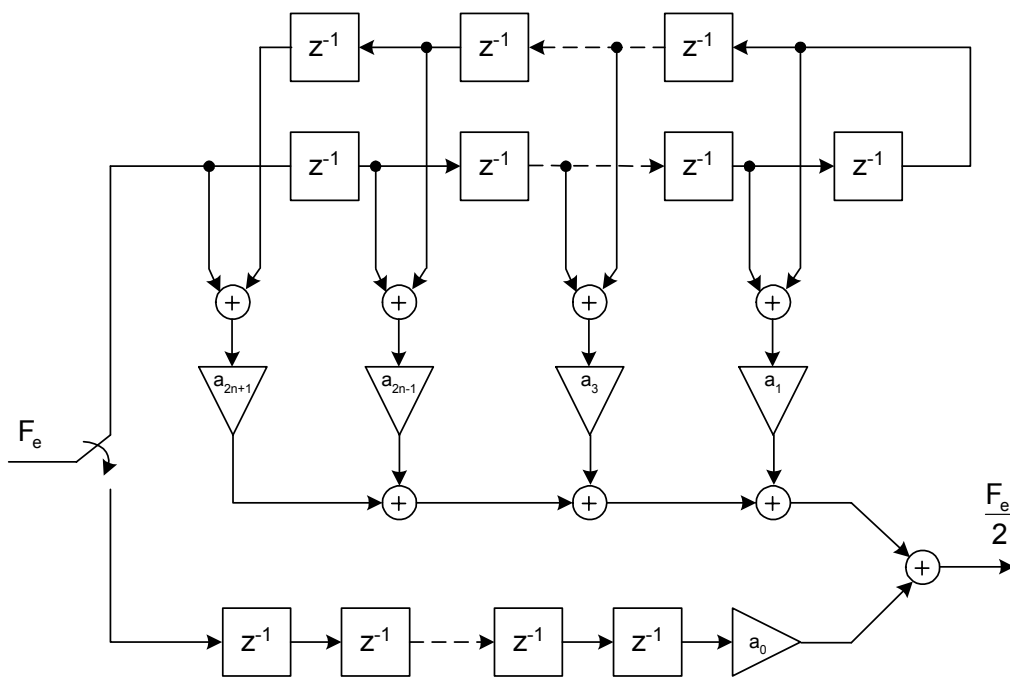 z⁻¹ z⁻¹ z⁻¹
z⁻¹ z⁻¹ z⁻¹ z⁻¹
+ + + +
a₂ₙ₊₁ a₂ₙ₋₁ a₃ a₁
Fₑ
+ + +
Fₑ
2
+
z⁻¹ z⁻¹ z⁻¹ z⁻¹ a₀